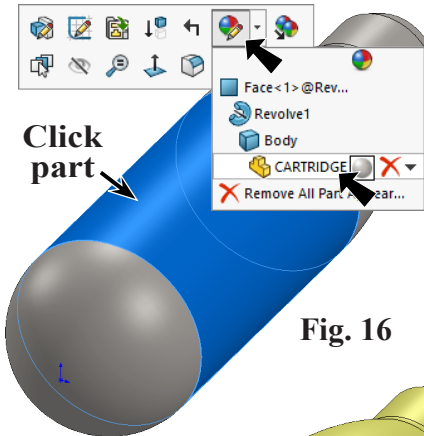 Face<1>@Rev...
Revolve1
Body
CARTRIDGE
Remove All Part Appear...
Click
part
Fig. 16